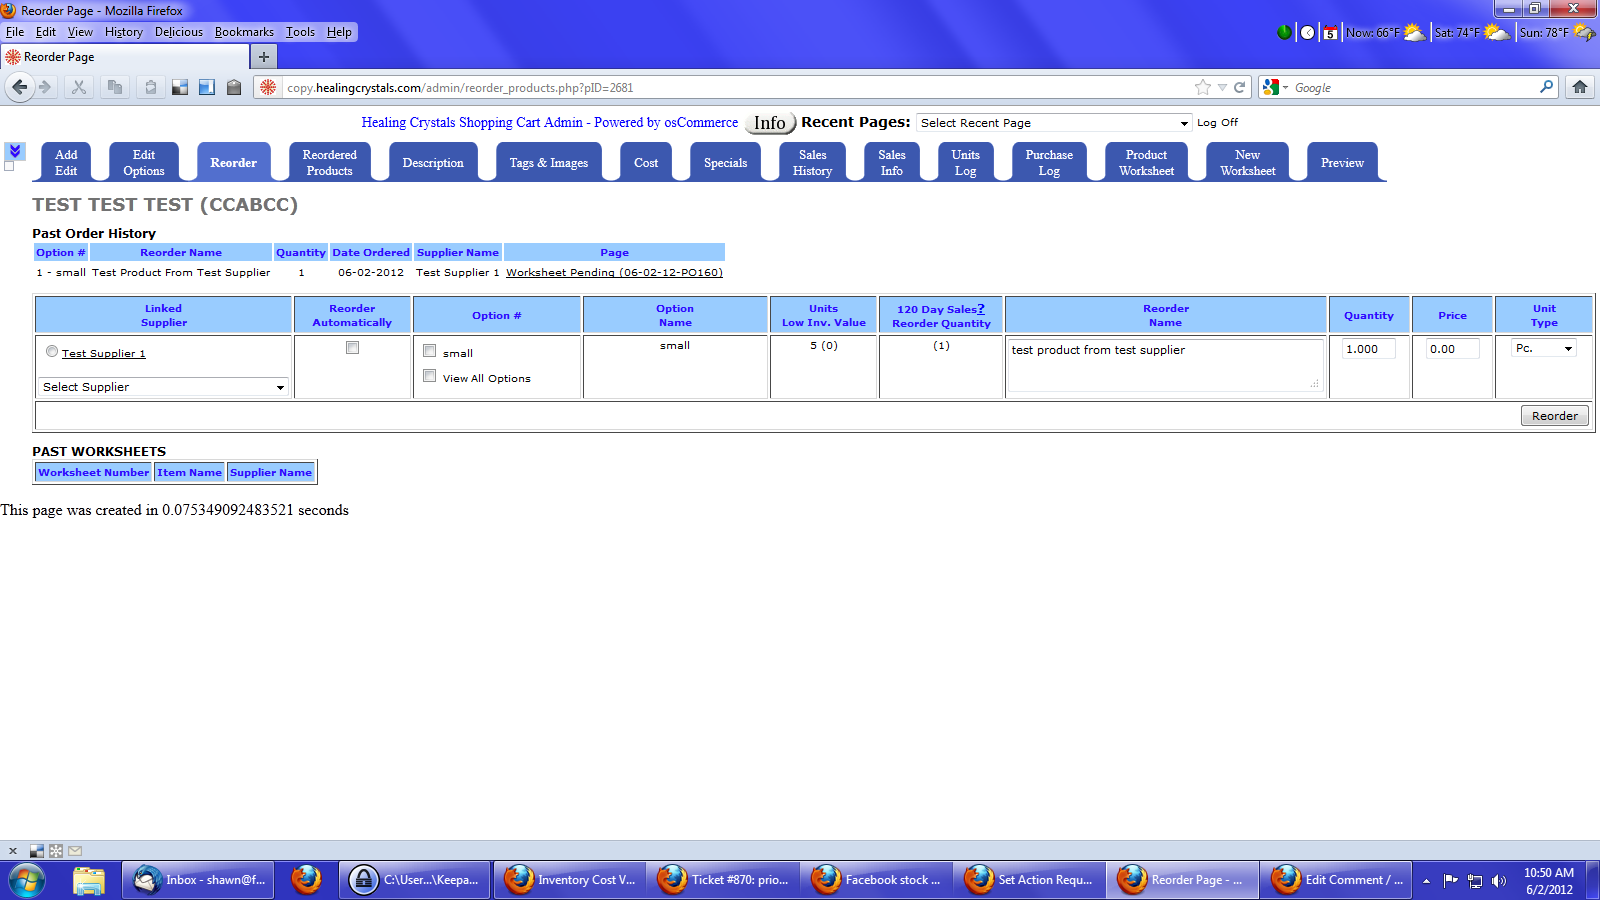 Reorder Page - Mozilla Firefox
File Edit View History Delicious Bookmarks Tools Help
5 Now: 66°F Sat: 74°F Sun: 78°F
Reorder Page
copy.healingcrystals.com/admin/reorder_products.php?pID=2681
Google
Healing Crystals Shopping Cart Admin - Powered by osCommerce Info Recent Pages: Select Recent Page Log Off
Add Edit
Edit Options
Reorder
Reordered Products
Description
Tags & Images
Cost
Specials
Sales History
Sales Info
Units Log
Purchase Log
Product Worksheet
New Worksheet
Preview
TEST TEST TEST (CCABCC)
Past Order History
Option # Reorder Name Quantity Date Ordered Supplier Name Page
1 - small Test Product From Test Supplier 1 06-02-2012 Test Supplier 1 Worksheet Pending (06-02-12-PO160)
Linked Supplier
Reorder Automatically
Option #
Option Name
Units Low Inv. Value
120 Day Sales? Reorder Quantity
Reorder Name
Quantity
Price
Unit Type
Test Supplier 1
Select Supplier
small
View All Options
small
5 (0)
(1)
test product from test supplier
1.000
0.00
Pc.
Reorder
PAST WORKSHEETS
Worksheet Number Item Name Supplier Name
This page was created in 0.075349092483521 seconds
Inbox - shawn@f...
C:\User...\Keepa...
Inventory Cost V...
Ticket #870: prio...
Facebook stock ...
Set Action Requ...
Reorder Page - ...
Edit Comment / ...
10:50 AM
6/2/2012